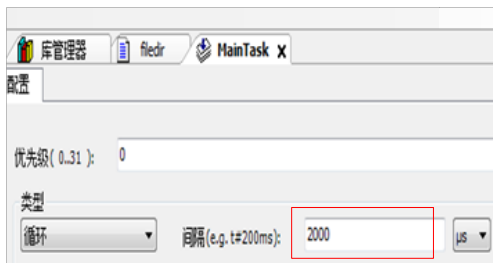 库管理器 filedir MainTask x
配置
优先级( 0..31 ): 0
类型
循环 间隔(e.g. t#200ms): 2000 μs